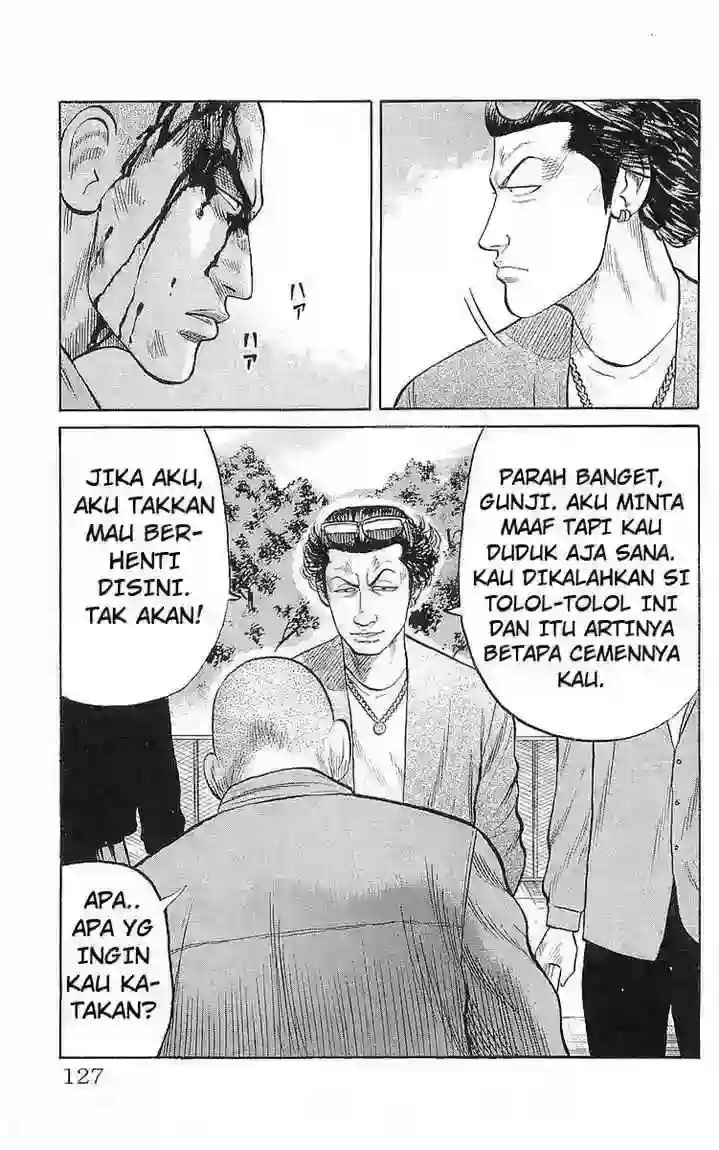 ハァ
ハァ
PARAH BANGET,
GUNJI. AKU MINTA
MAAF TAPI KAU
DUDUK AJA SANA.
KAU DIKALAHKAN SI
TOLOL-TOLOL INI
DAN ITU ARTINYA
BETAPA CEMENNYA
KAU.
JIKA AKU,
AKU TAKKAN
MAU BER-
HENTI
DISINI.
TAK AKAN!
APA..
APA YG
INGIN
KAU KA-
TAKAN?
127